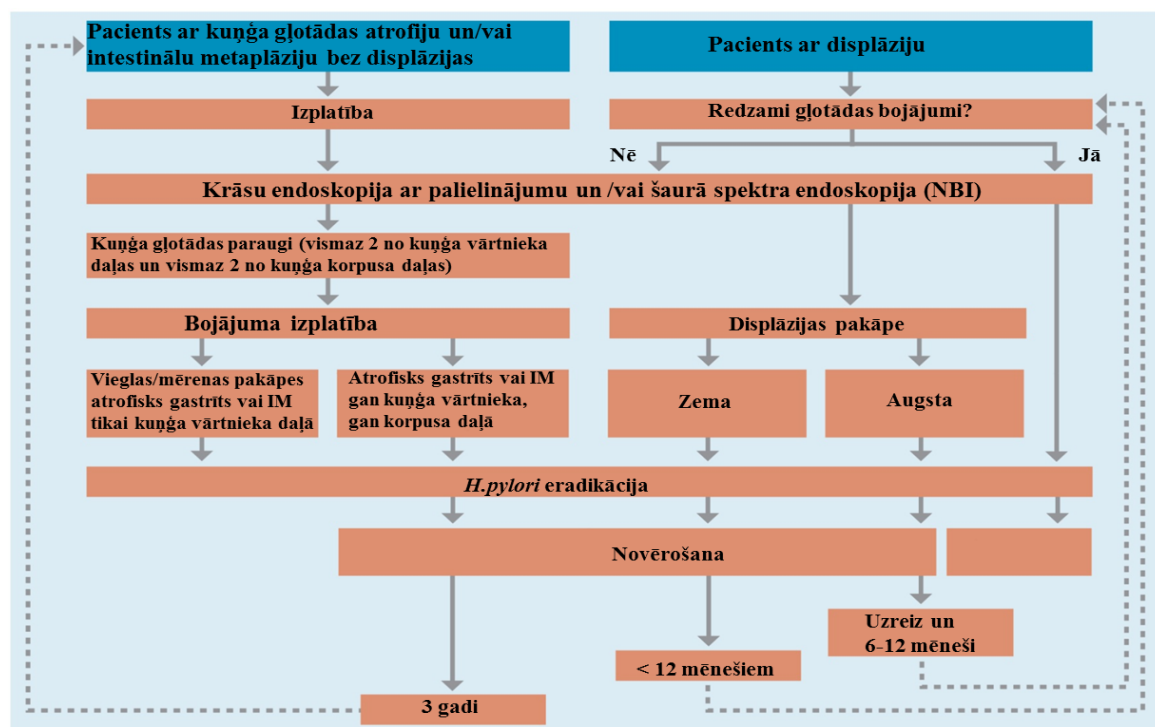 Pacients ar kuņģa gļotādas atrofiju un/vai
intestinālu metaplāziju bez displāzijas
Pacients ar displāziju
Izplatība
Redzami gļotādas bojājumi?
Nē
Jā
Krāsu endoskopija ar palielinājumu un /vai šaurā spektra endoskopija (NBI)
Kuņģa gļotādas paraugi (vismaz 2 no kuņģa vārtnieka
daļas un vismaz 2 no kuņģa korpusa daļas)
Bojājuma izplatība
Displāzijas pakāpe
Vieglas/mērenas pakāpes
atrofisks gastrīts vai IM
tikai kuņģa vārtnieka daļā
Atrofisks gastrīts vai IM
gan kuņģa vārtnieka,
gan korpusa daļā
Zema
Augsta
H.pylori eradikācija
Novērošana
Uzreiz un
6-12 mēneši
< 12 mēnešiem
3 gadi